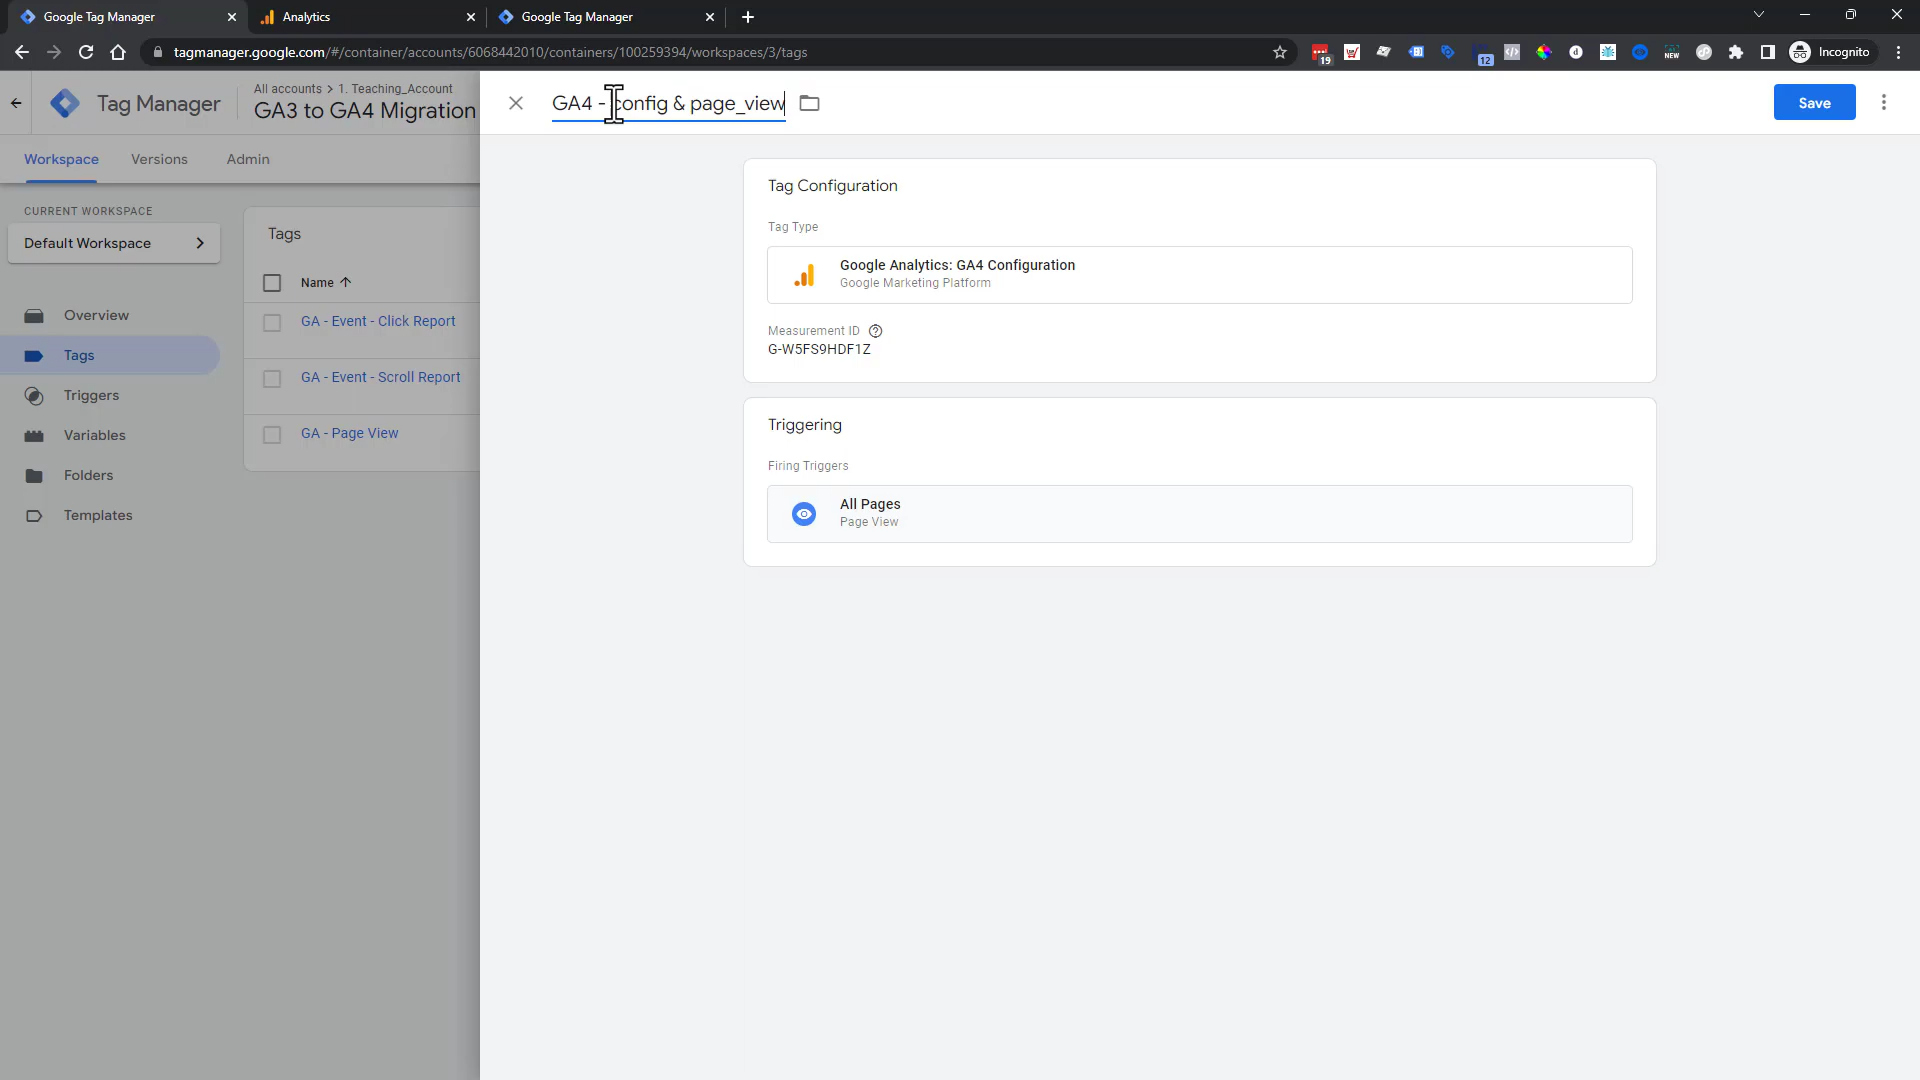 Google Tag Manager
Analytics
Google Tag Manager
tagmanager.google.com/#/container/accounts/6068442010/containers/100259394/workspaces/3/tags
19
12
NEW
Incognito
Tag Manager
All accounts > 1. Teaching_Account
GA3 to GA4 Migration
GA4 - config & page_view
Save
Workspace
Versions
Admin
CURRENT WORKSPACE
Default Workspace
Overview
Tags
Triggers
Variables
Folders
Templates
Tags
Name
GA - Event - Click Report
GA - Event - Scroll Report
GA - Page View
Tag Configuration
Tag Type
Google Analytics: GA4 Configuration
Google Marketing Platform
Measurement ID
G-W5FS9HDF1Z
Triggering
Firing Triggers
All Pages
Page View